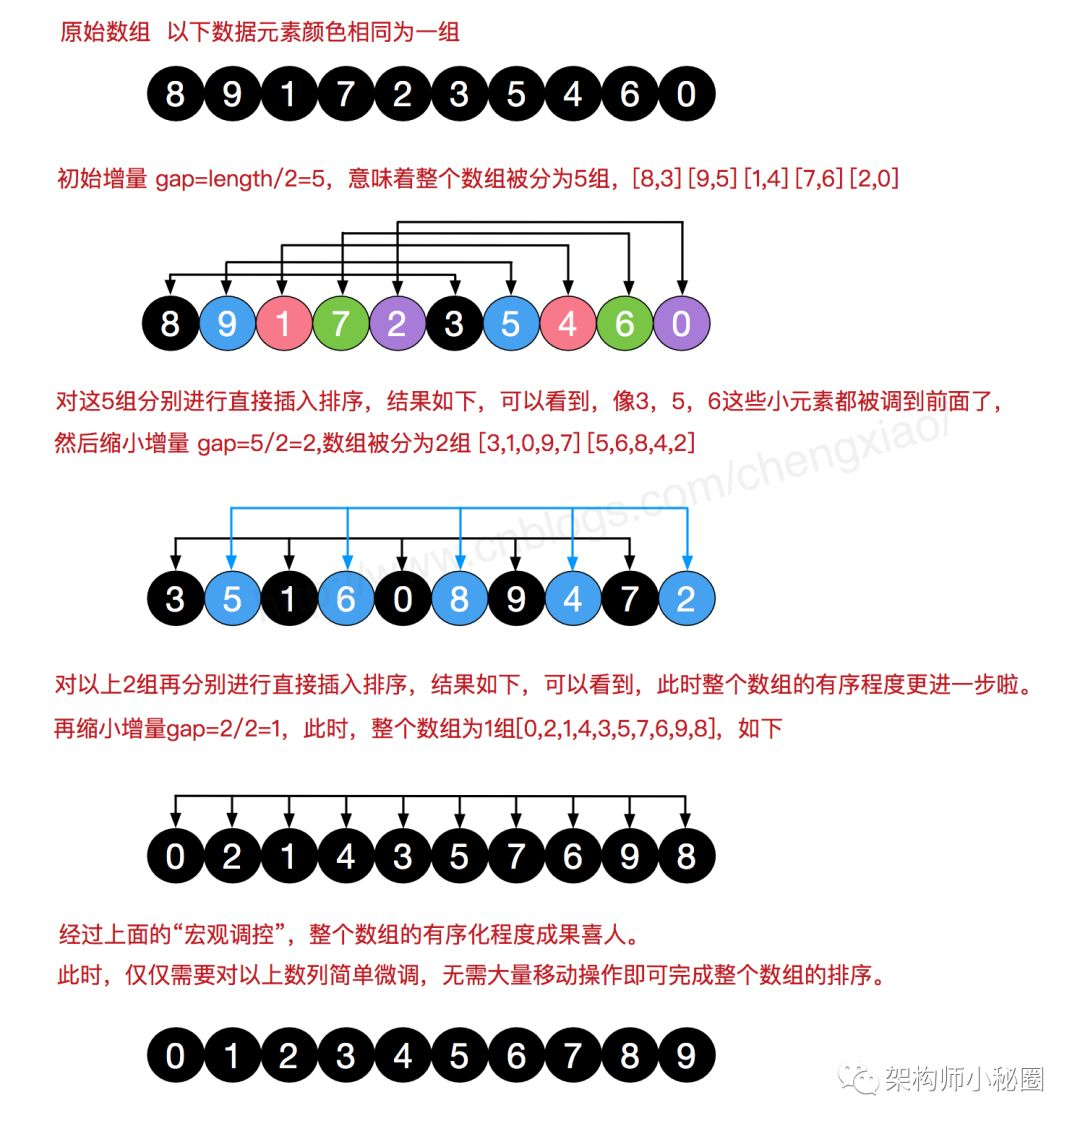 原始数组  以下数据元素颜色相同为一组
8 9 1 7 2 3 5 4 6 0
初始增量 gap=length/2=5，意味着整个数组被分为5组，[8,3] [9,5] [1,4] [7,6] [2,0]
8 9 1 7 2 3 5 4 6 0
对这5组分别进行直接插入排序，结果如下，可以看到，像3，5，6这些小元素都被调到前面了，
然后缩小增量 gap=5/2=2,数组被分为2组 [3,1,0,9,7] [5,6,8,4,2]
http://www.cnblogs.com/chengxiao/
3 5 1 6 0 8 9 4 7 2
对以上2组再分别进行直接插入排序，结果如下，可以看到，此时整个数组的有序程度更进一步啦。
再缩小增量gap=2/2=1，此时，整个数组为1组[0,2,1,4,3,5,7,6,9,8]，如下
0 2 1 4 3 5 7 6 9 8
经过上面的“宏观调控”，整个数组的有序化程度成果喜人。
此时，仅仅需要对以上数列简单微调，无需大量移动操作即可完成整个数组的排序。
0 1 2 3 4 5 6 7 8 9
架构师小秘圈